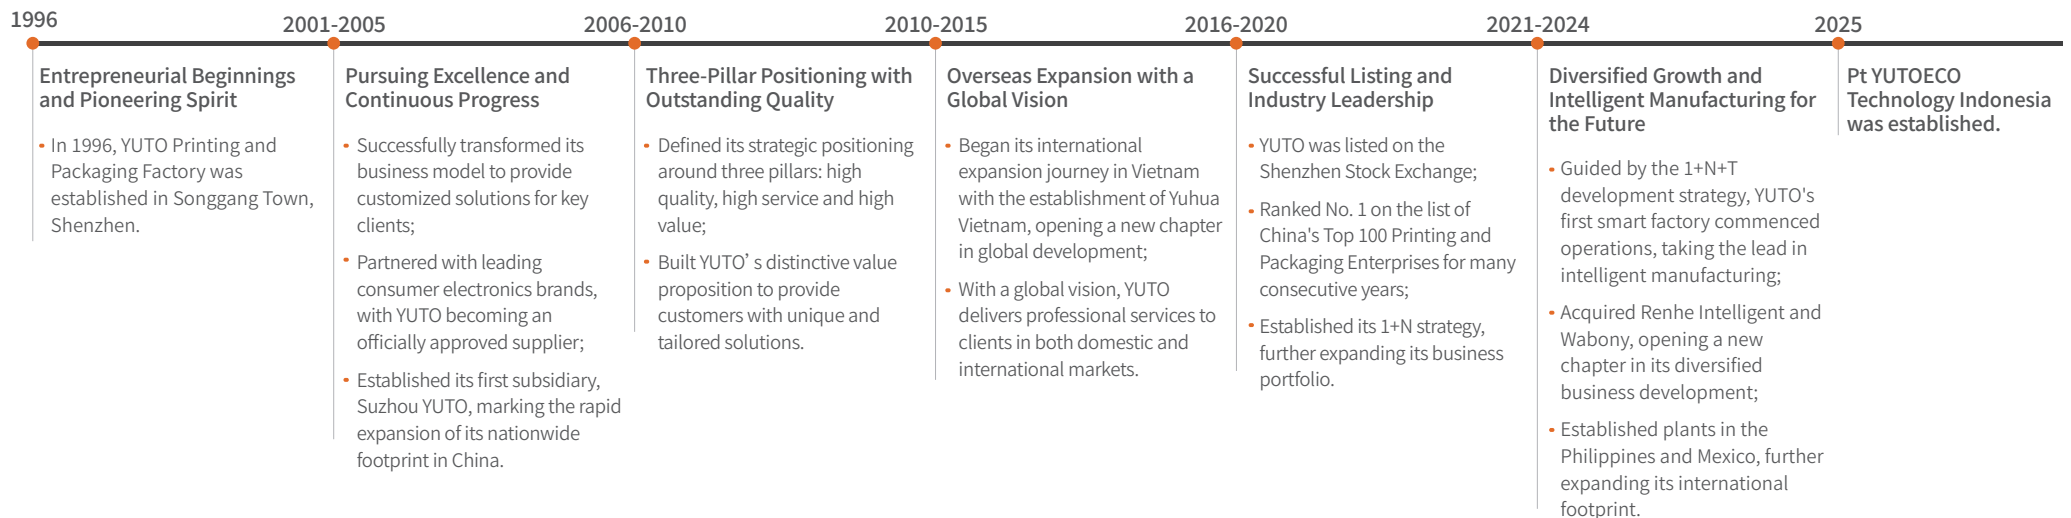 1996
Entrepreneurial Beginnings
and Pioneering Spirit
• In 1996, YUTO Printing and
Packaging Factory was
established in Songgang Town,
Shenzhen.
2001-2005
Pursuing Excellence and
Continuous Progress
• Successfully transformed its
business model to provide
customized solutions for key
clients;
• Partnered with leading
consumer electronics brands,
with YUTO becoming an
officially approved supplier;
• Established its first subsidiary,
Suzhou YUTO, marking the rapid
expansion of its nationwide
footprint in China.
2006-2010
Three-Pillar Positioning with
Outstanding Quality
• Defined its strategic positioning
around three pillars: high
quality, high service and high
value;
• Built YUTO’ s distinctive value
proposition to provide
customers with unique and
tailored solutions.
2010-2015
Overseas Expansion with a
Global Vision
• Began its international
expansion journey in Vietnam
with the establishment of Yuhua
Vietnam, opening a new chapter
in global development;
• With a global vision, YUTO
delivers professional services to
clients in both domestic and
international markets.
2016-2020
Successful Listing and
Industry Leadership
• YUTO was listed on the
Shenzhen Stock Exchange;
• Ranked No. 1 on the list of
China's Top 100 Printing and
Packaging Enterprises for many
consecutive years;
• Established its 1+N strategy,
further expanding its business
portfolio.
2021-2024
Diversified Growth and
Intelligent Manufacturing for
the Future
• Guided by the 1+N+T
development strategy, YUTO's
first smart factory commenced
operations, taking the lead in
intelligent manufacturing;
• Acquired Renhe Intelligent and
Wabony, opening a new
chapter in its diversified
business development;
• Established plants in the
Philippines and Mexico, further
expanding its international
footprint.
2025
Pt YUTOECO
Technology Indonesia
was established.